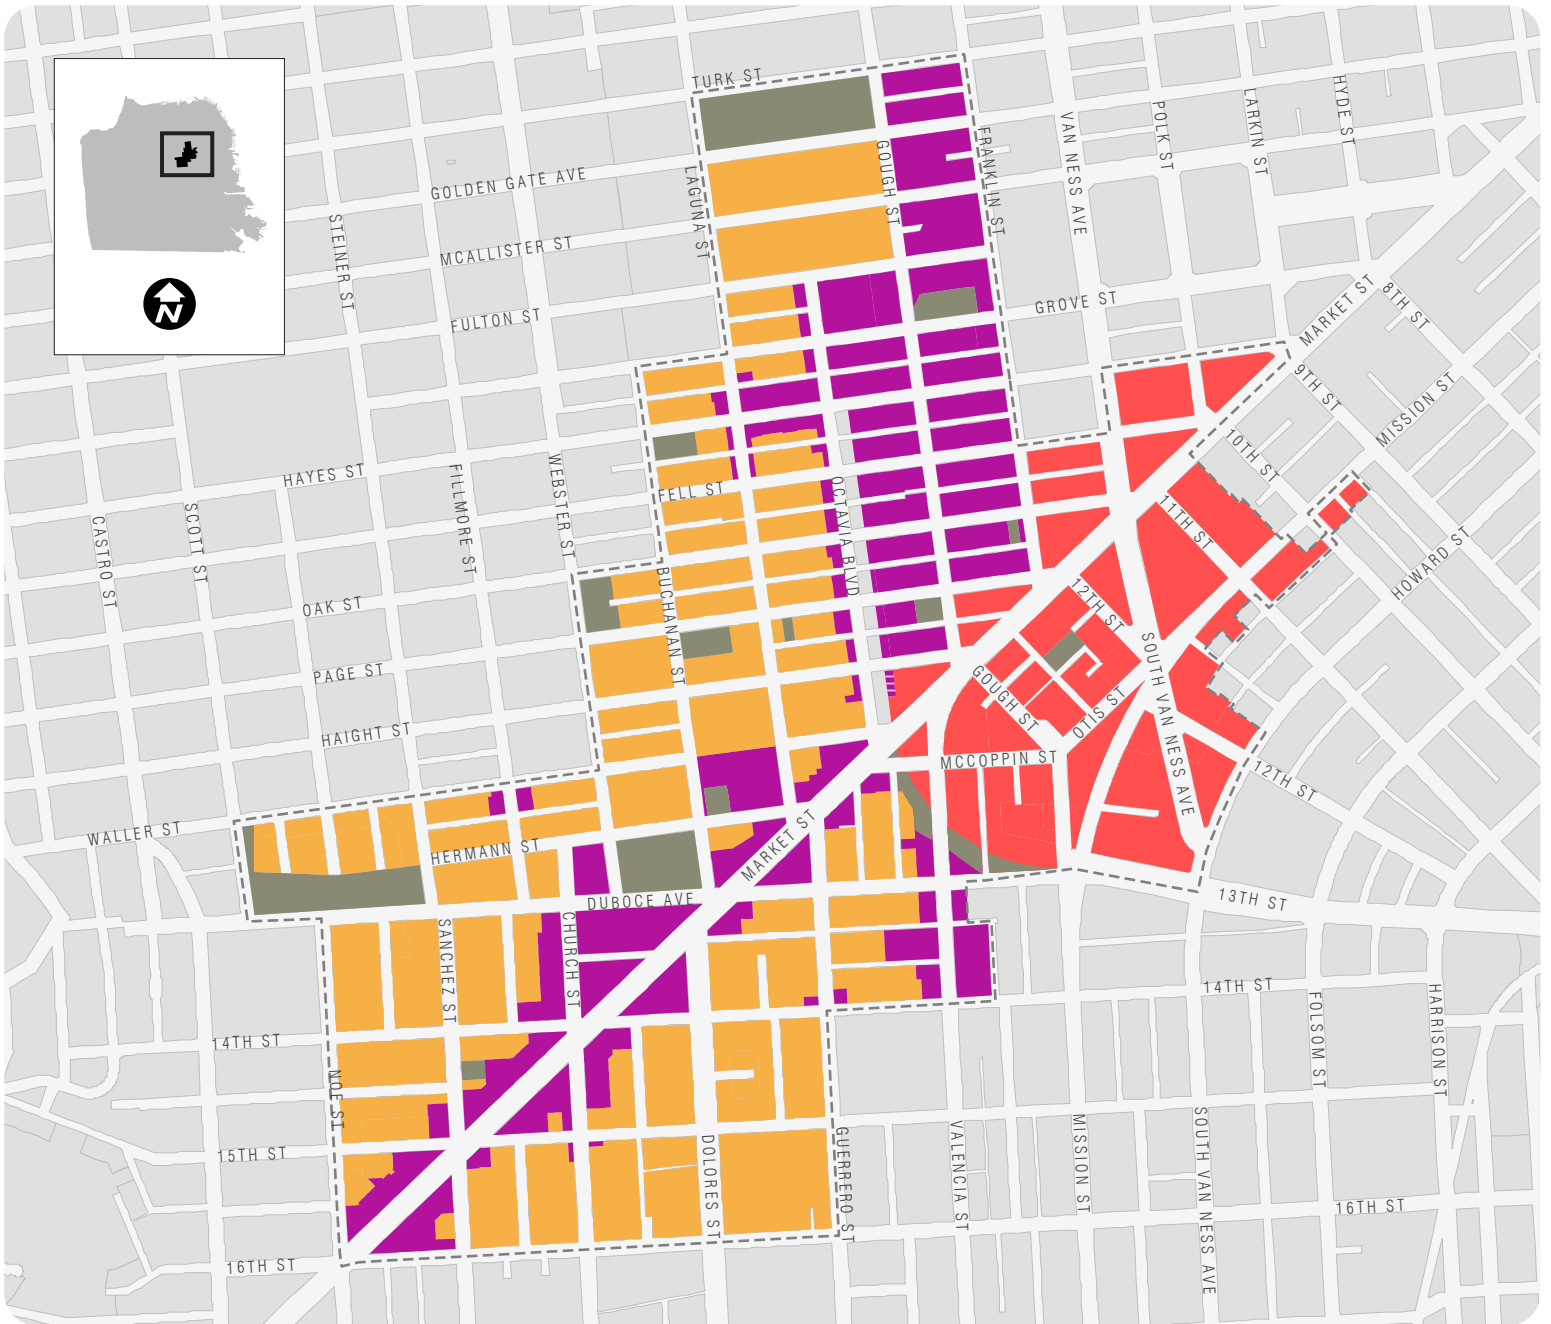 TURK ST
GOLDEN GATE AVE
MCALLISTER ST
FULTON ST
GROVE ST
LAGUNA ST
GOUGH ST
FRANKLIN ST
VAN NESS AVE
POLK ST
LARKIN ST
HYDE ST
STEINER ST
N
MARKET ST
8TH ST
9TH ST
MISSION ST
10TH ST
HAYES ST
FELL ST
OCTAVIA BLVD
11TH ST
CASTRO ST
SCOTT ST
FILLMORE ST
WEBSTER ST
HOWARD ST
OAK ST
BUCHANAN ST
12TH ST
PAGE ST
GOUGH ST
OTIS ST
SOUTH VAN NESS AVE
HAIGHT ST
MCCOPPIN ST
12TH ST
WALLER ST
HERMANN ST
MARKET ST
DUBOCE AVE
13TH ST
SANCHEZ ST
CHURCH ST
14TH ST
FOLSOM ST
HARRISON ST
14TH ST
NOE ST
15TH ST
DOLORES ST
GUERRERO ST
VALENCIA ST
MISSION ST
SOUTH VAN NESS AVE
16TH ST
16TH ST